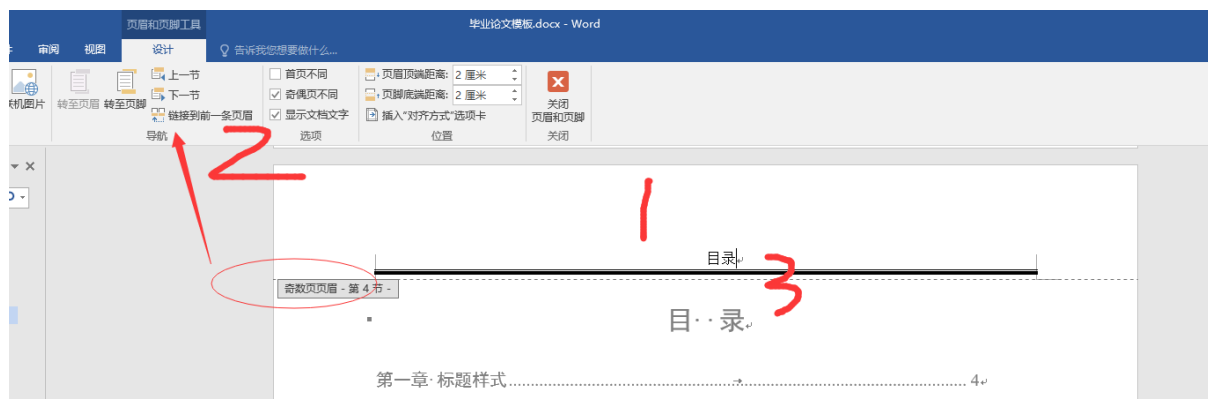 页眉和页脚工具
毕业论文模板.docx - Word
审阅 视图 设计 告诉我您想要做什么...
上一节 首页不同 页眉顶端距离: 2 厘米
联机图片 转至页眉 转至页脚 下一节 奇偶页不同 页脚底端距离: 2 厘米 关闭
链接到前一条页眉 显示文档文字 插入"对齐方式"选项卡 页眉和页脚
导航 选项 位置 关闭
2
1
目录
3
奇数页页眉 - 第 4 节 -
目··录
第一章·标题样式 4